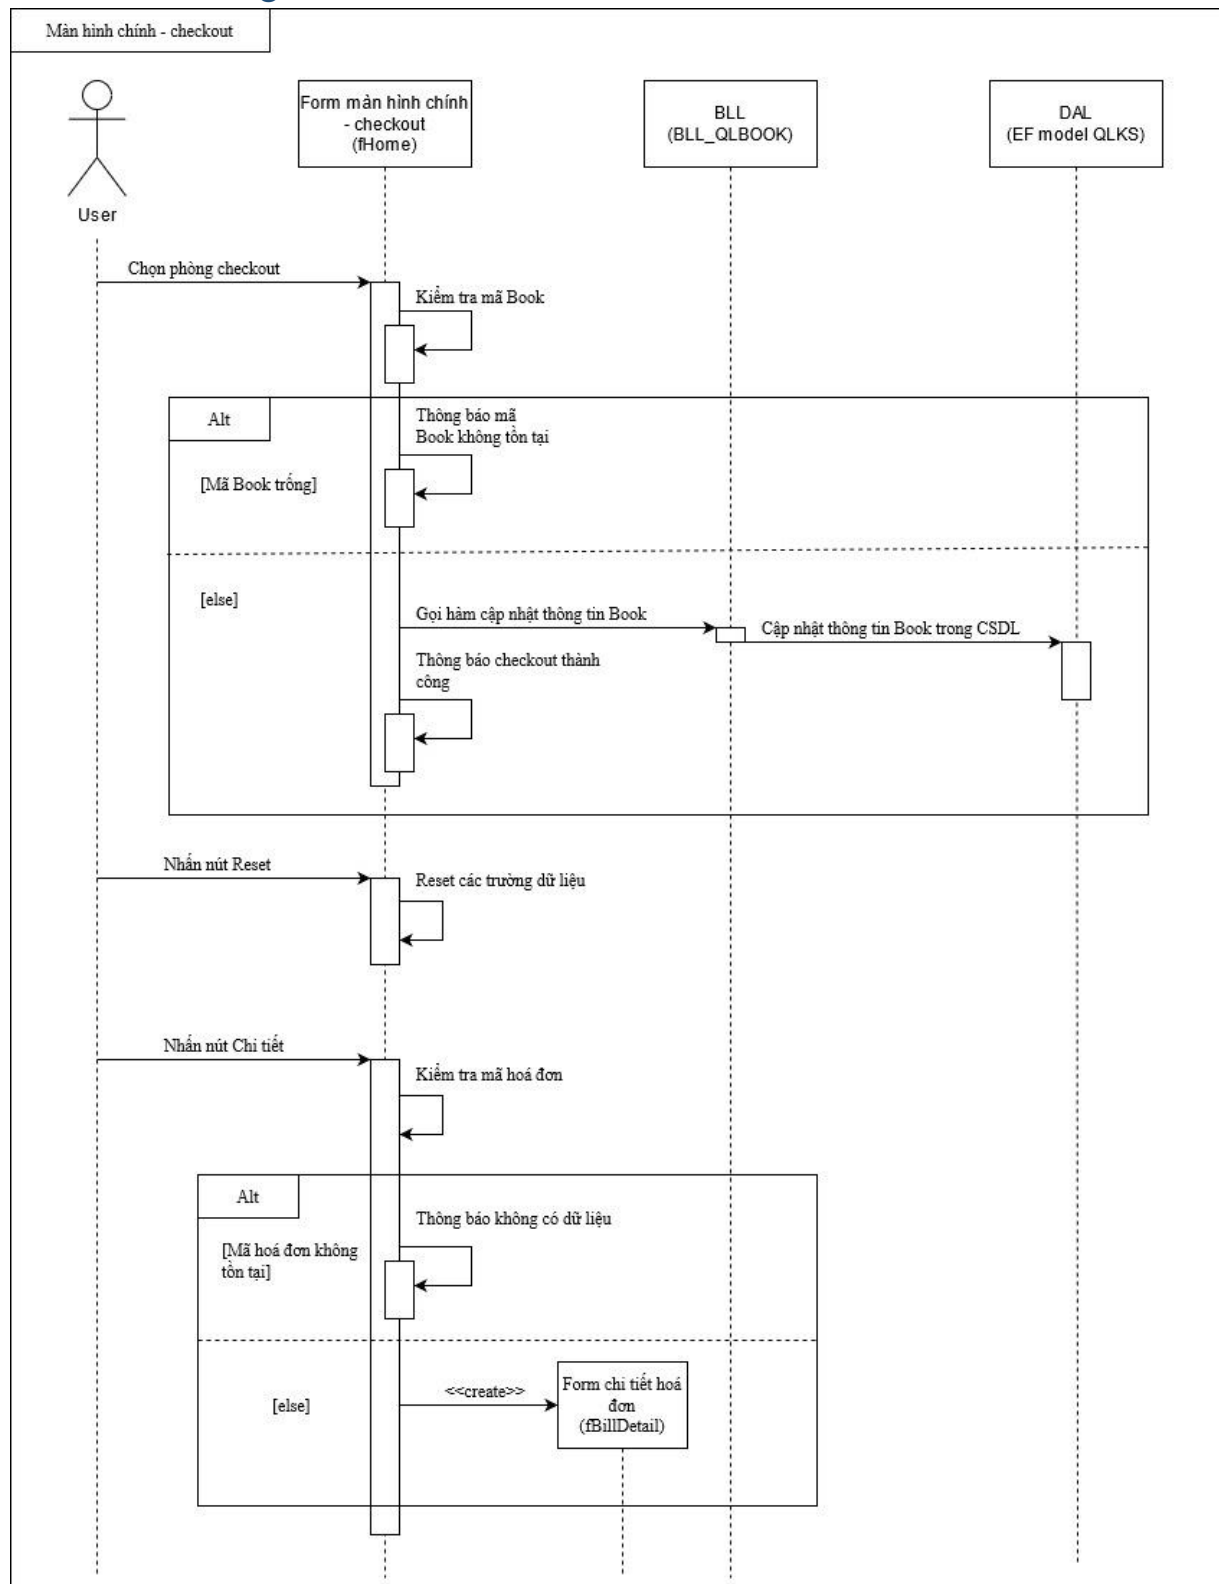 Màn hình chính - checkout
Form màn hình chính
- checkout
(fHome)
BLL
(BLL_QLBOOK)
DAL
(EF model QLKS)
User
Chọn phòng checkout
Kiểm tra mã Book
Alt
Thông báo mã
Book không tồn tại
[Mã Book trống]
[else]
Gọi hàm cập nhật thông tin Book
Cập nhật thông tin Book trong CSDL
Thông báo checkout thành
công
Nhấn nút Reset
Reset các trường dữ liệu
Nhấn nút Chi tiết
Kiểm tra mã hoá đơn
Alt
Thông báo không có dữ liệu
[Mã hoá đơn không
tồn tại]
[else]
<<create>>
Form chi tiết hoá
đơn
(fBillDetail)